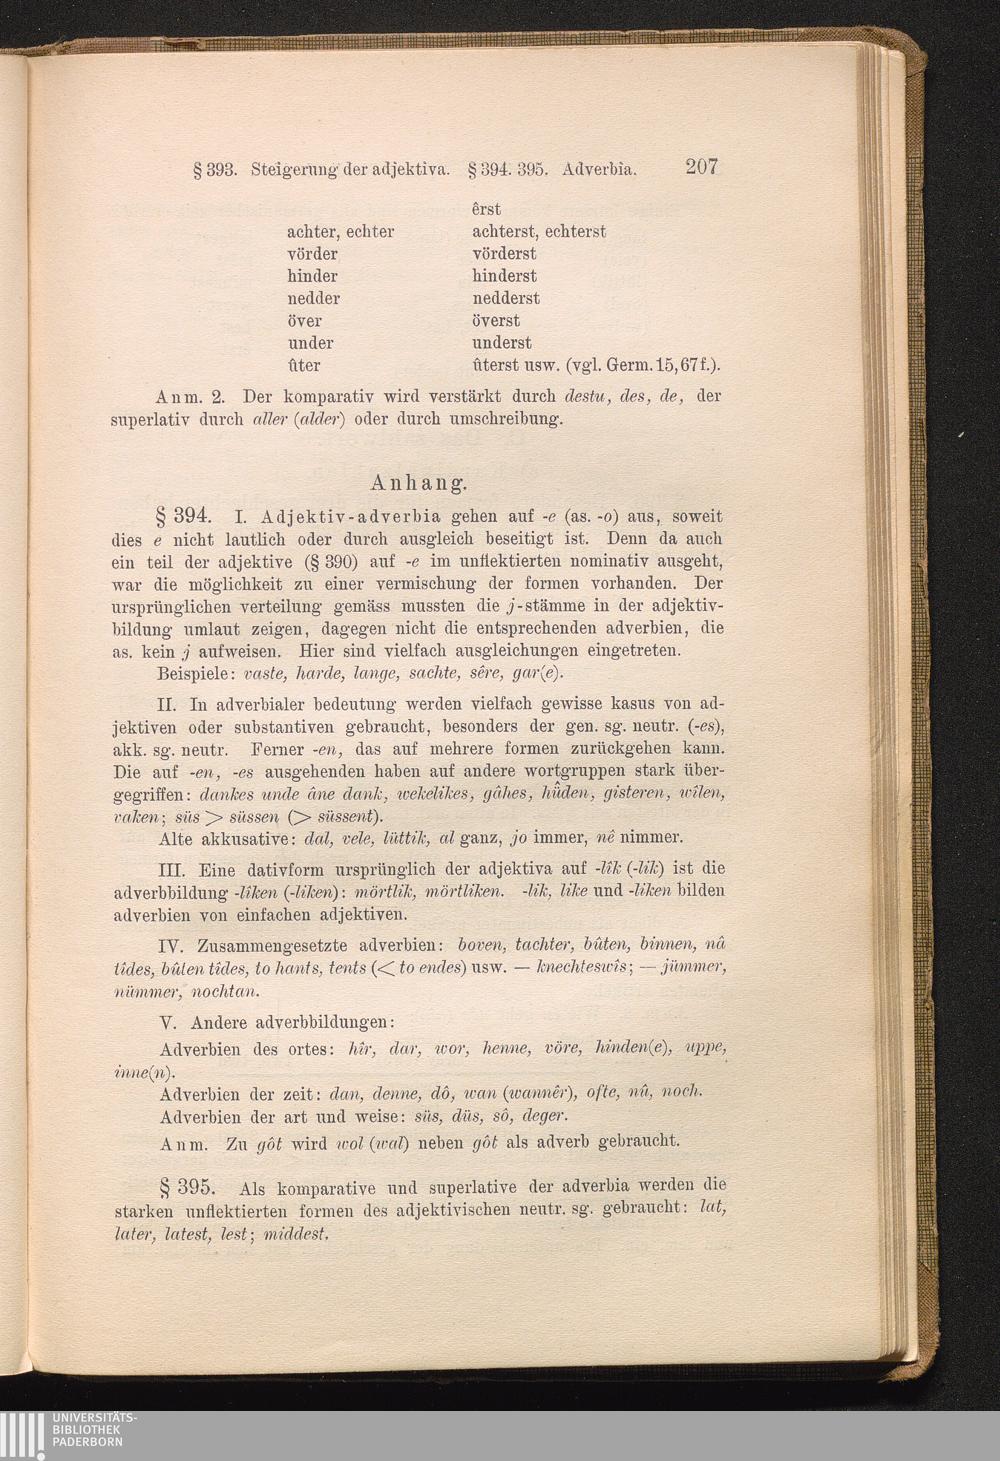 § 393. Steigerung der adjektiva. § 394. 395. Adverbia. 207
êrst
achter, echter achterst, echterst
vörder vörderst
hinder hinderst
nedder nedderst
över överst
under underst
ûter ûterst usw. (vgl. Germ. 15, 67 f.).
Anm. 2. Der komparativ wird verstärkt durch destu, des, de, der
superlativ durch aller (alder) oder durch umschreibung.
Anhang.
§ 394. I. Adjektiv-adverbia gehen auf -e (as. -o) aus, soweit
dies e nicht lautlich oder durch ausgleich beseitigt ist. Denn da auch
ein teil der adjektive (§ 390) auf -e im unflektierten nominativ ausgeht,
war die möglichkeit zu einer vermischung der formen vorhanden. Der
ursprünglichen verteilung gemäss mussten die j-stämme in der adjektiv-
bildung umlaut zeigen, dagegen nicht die entsprechenden adverbien, die
as. kein j aufweisen. Hier sind vielfach ausgleichungen eingetreten.
Beispiele: vaste, harde, lange, sachte, sêre, gar(e).
II. In adverbialer bedeutung werden vielfach gewisse kasus von ad-
jektiven oder substantiven gebraucht, besonders der gen. sg. neutr. (-es),
akk. sg. neutr. Ferner -en, das auf mehrere formen zurückgehen kann.
Die auf -en, -es ausgehenden haben auf andere wortgruppen stark über-
gegriffen: dankes unde âne dank, wekelikes, gâhes, hü̂den, gisteren, wîlen,
vaken; süs > süssen (> süssent).
Alte akkusative: dal, vele, lüttik, al ganz, jo immer, nê nimmer.
III. Eine dativform ursprünglich der adjektiva auf -lîk (-lik) ist die
adverbbildung -lîken (-liken): mörtlik, mörtliken. -lik, like und -liken bilden
adverbien von einfachen adjektiven.
IV. Zusammengesetzte adverbien: boven, tachter, bûten, binnen, nâ
tîdes, bûten tîdes, to hants, tents (< to endes) usw. — knechteswîs; — jümmer,
nümmer, nochtan.
V. Andere adverbbildungen:
Adverbien des ortes: hîr, dar, wor, henne, vöre, hinden(e), uppe,
inne(n).
Adverbien der zeit: dan, denne, dô, wan (wannêr), ofte, nû, noch.
Adverbien der art und weise: süs, düs, sô, deger.
Anm. Zu gôt wird wol (wal) neben gôt als adverb gebraucht.
§ 395. Als komparative und superlative der adverbia werden die
starken unflektierten formen des adjektivischen neutr. sg. gebraucht: lat,
later, latest, lest; middest.
UNIVERSITÄTS-
BIBLIOTHEK
PADERBORN